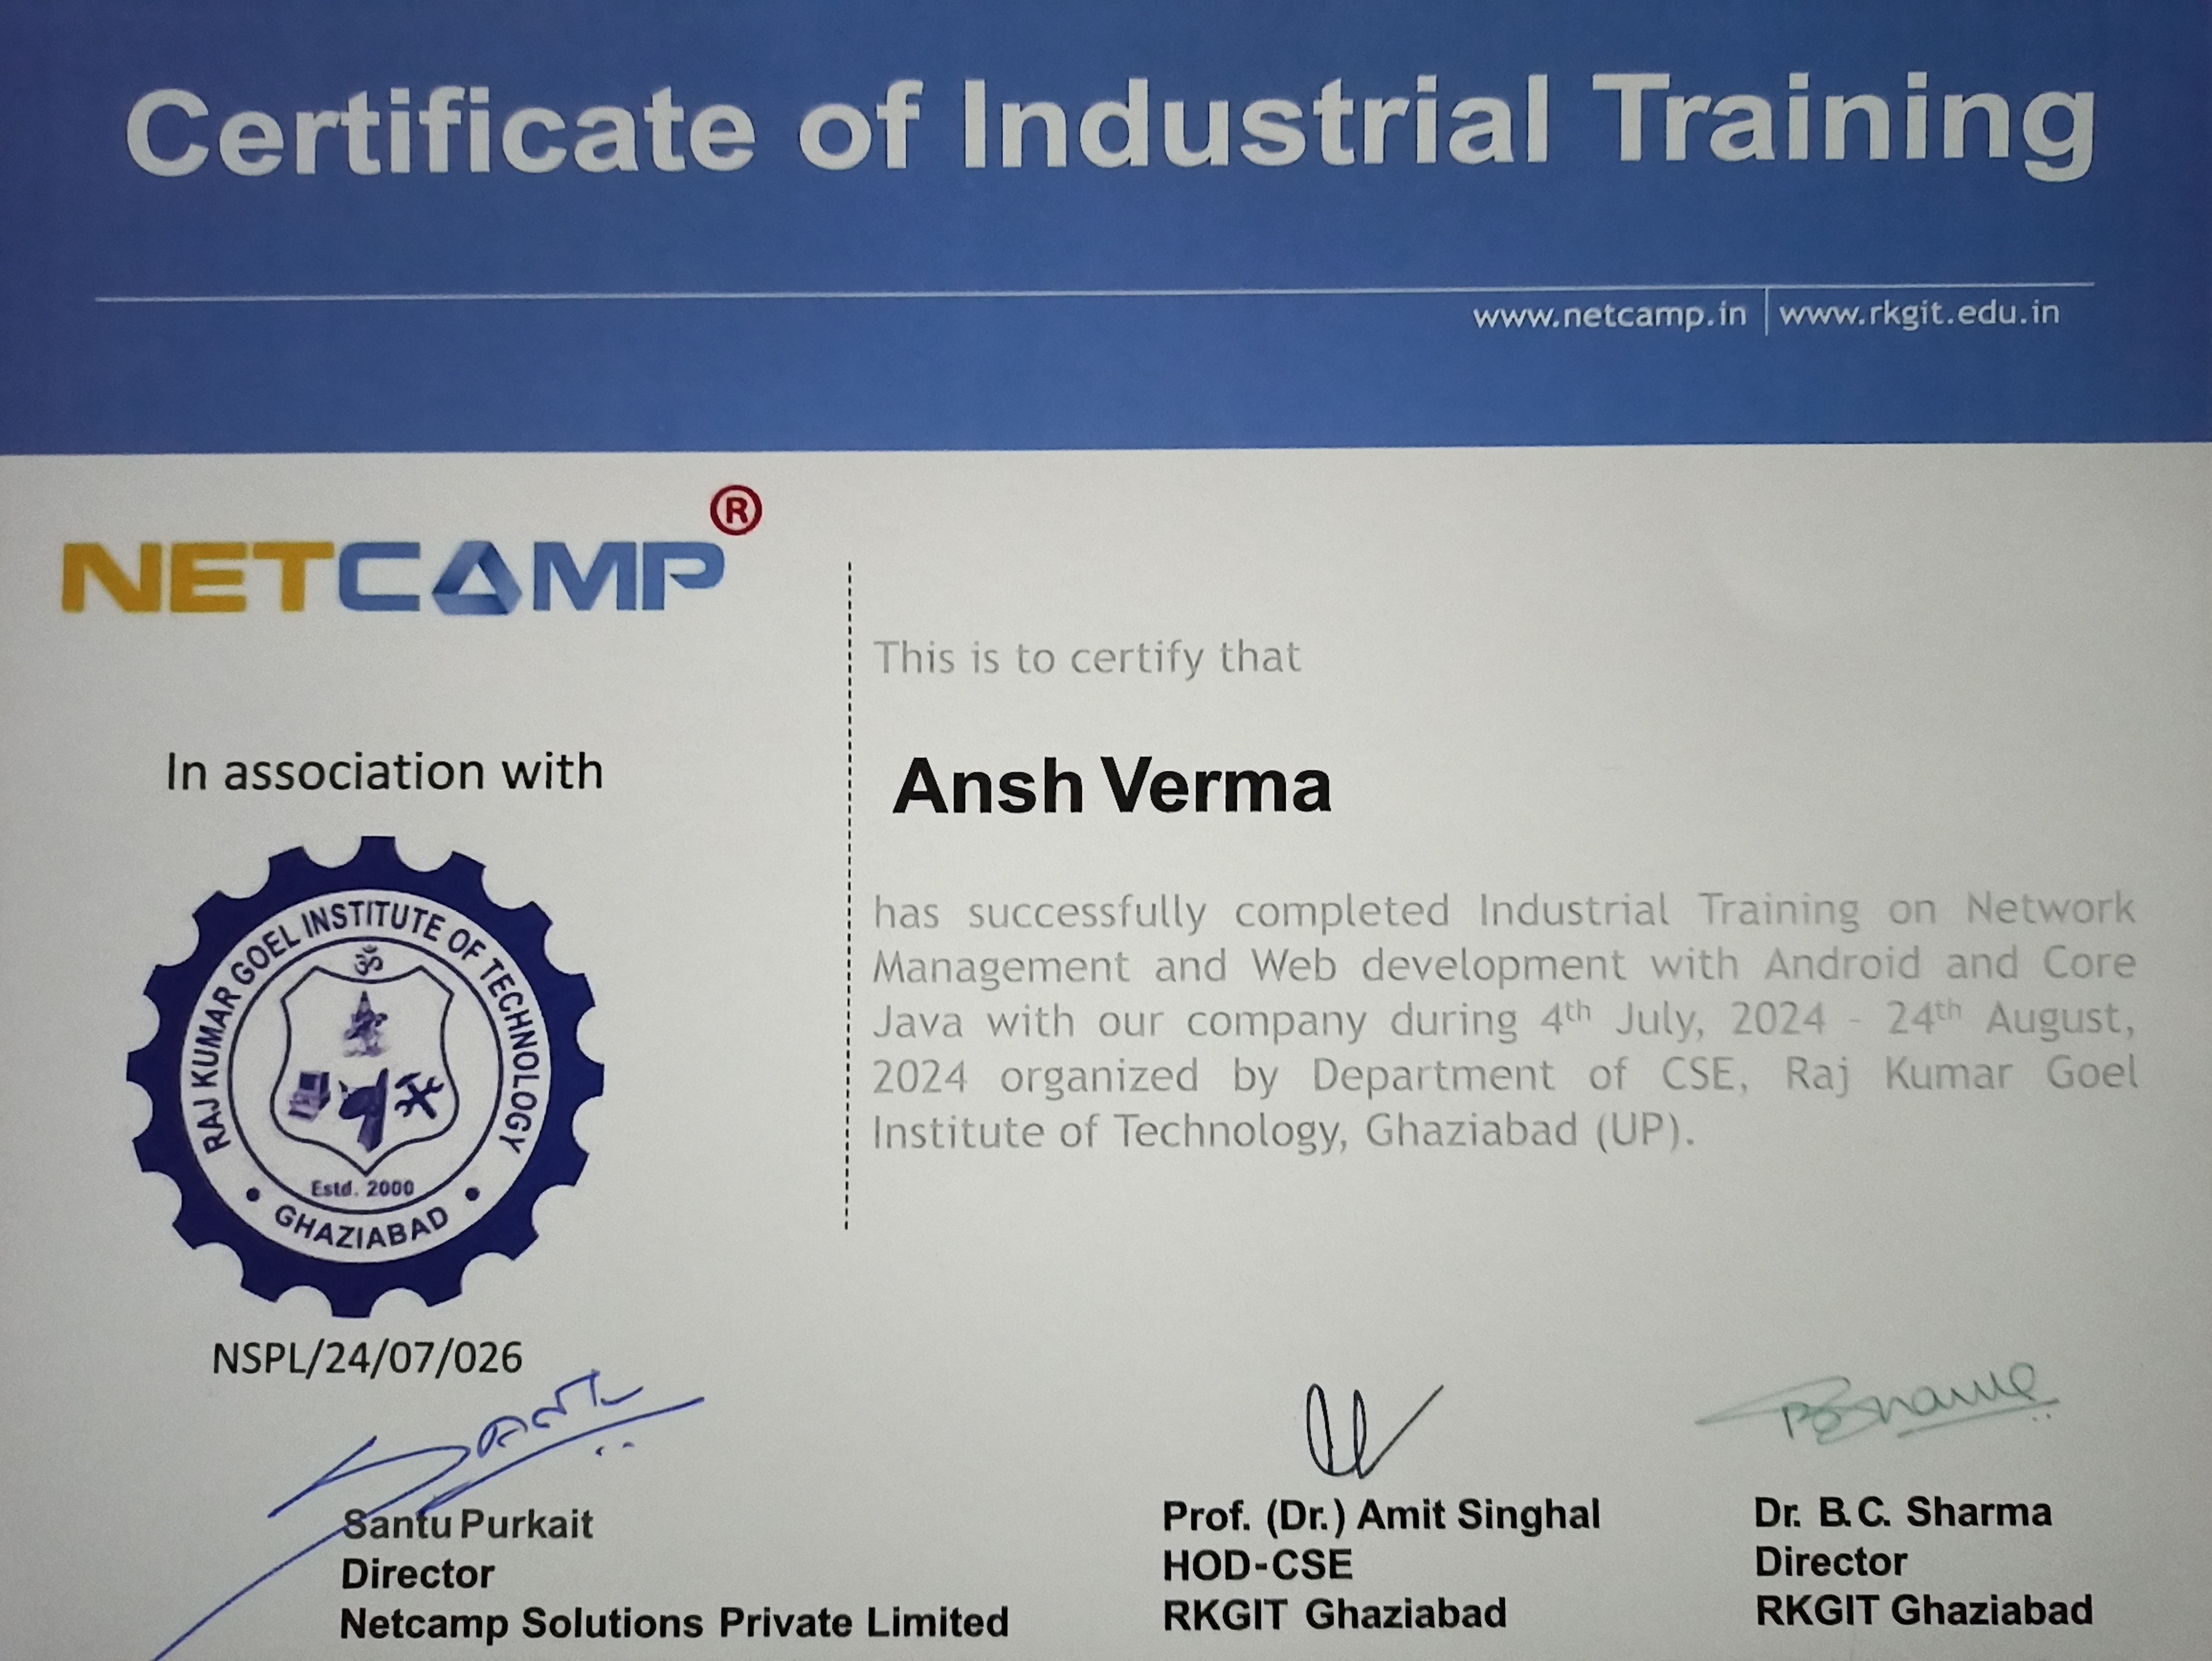 Certificate of Industrial Training
www.netcamp.in | www.rkgit.edu.in
NETCAMP®
In association with
RAJ KUMAR GOEL INSTITUTE OF TECHNOLOGY
ॐ
Estd. 2000
GHAZIABAD
NSPL/24/07/026
This is to certify that
Ansh Verma
has successfully completed Industrial Training on Network
Management and Web development with Android and Core
Java with our company during 4th July, 2024 - 24th August,
2024 organized by Department of CSE, Raj Kumar Goel
Institute of Technology, Ghaziabad (UP).
Santu Purkait
Director
Netcamp Solutions Private Limited
Prof. (Dr.) Amit Singhal
HOD-CSE
RKGIT Ghaziabad
BSharma
Dr. B.C. Sharma
Director
RKGIT Ghaziabad